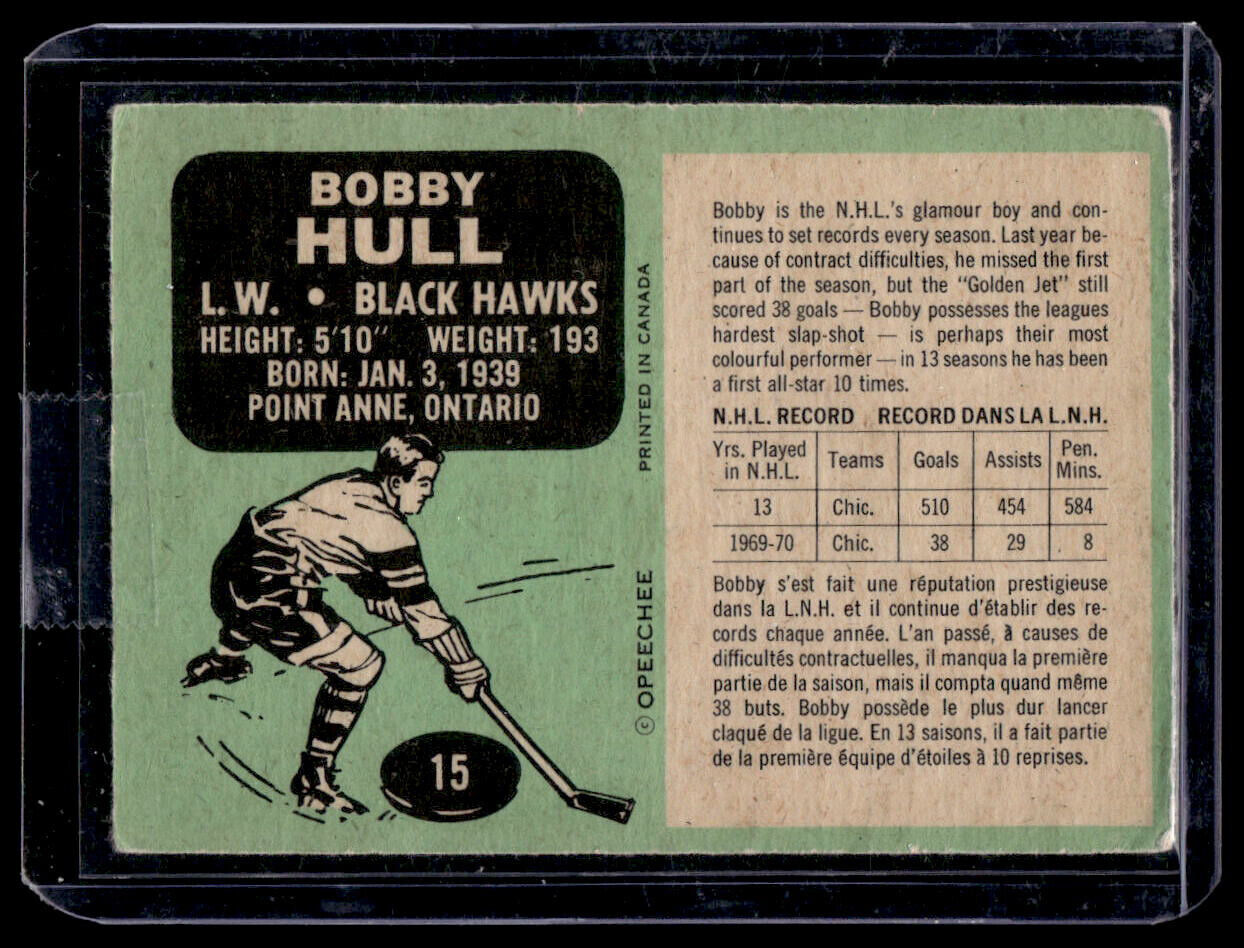 BOBBY
HULL
L.W. • BLACK HAWKS
HEIGHT: 5'10" WEIGHT: 193
BORN: JAN. 3, 1939
POINT ANNE, ONTARIO
15
© OPEECHEE PRINTED IN CANADA
Bobby is the N.H.L.'s glamour boy and con-
tinues to set records every season. Last year be-
cause of contract difficulties, he missed the first
part of the season, but the "Golden Jet" still
scored 38 goals — Bobby possesses the leagues
hardest slap-shot — is perhaps their most
colourful performer — in 13 seasons he has been
a first all-star 10 times.
N.H.L. RECORD RECORD DANS LA L.N.H.
Yrs. Played in N.H.L. Teams Goals Assists Pen. Mins.
13 Chic. 510 454 584
1969-70 Chic. 38 29 8
Bobby s'est fait une réputation prestigieuse
dans la L.N.H. et il continue d'établir des re-
cords chaque année. L'an passé, à causes de
difficultés contractuelles, il manqua la première
partie de la saison, mais il compta quand même
38 buts. Bobby possède le plus dur lancer
claqué de la ligue. En 13 saisons, il a fait partie
de la première équipe d'étoiles à 10 reprises.